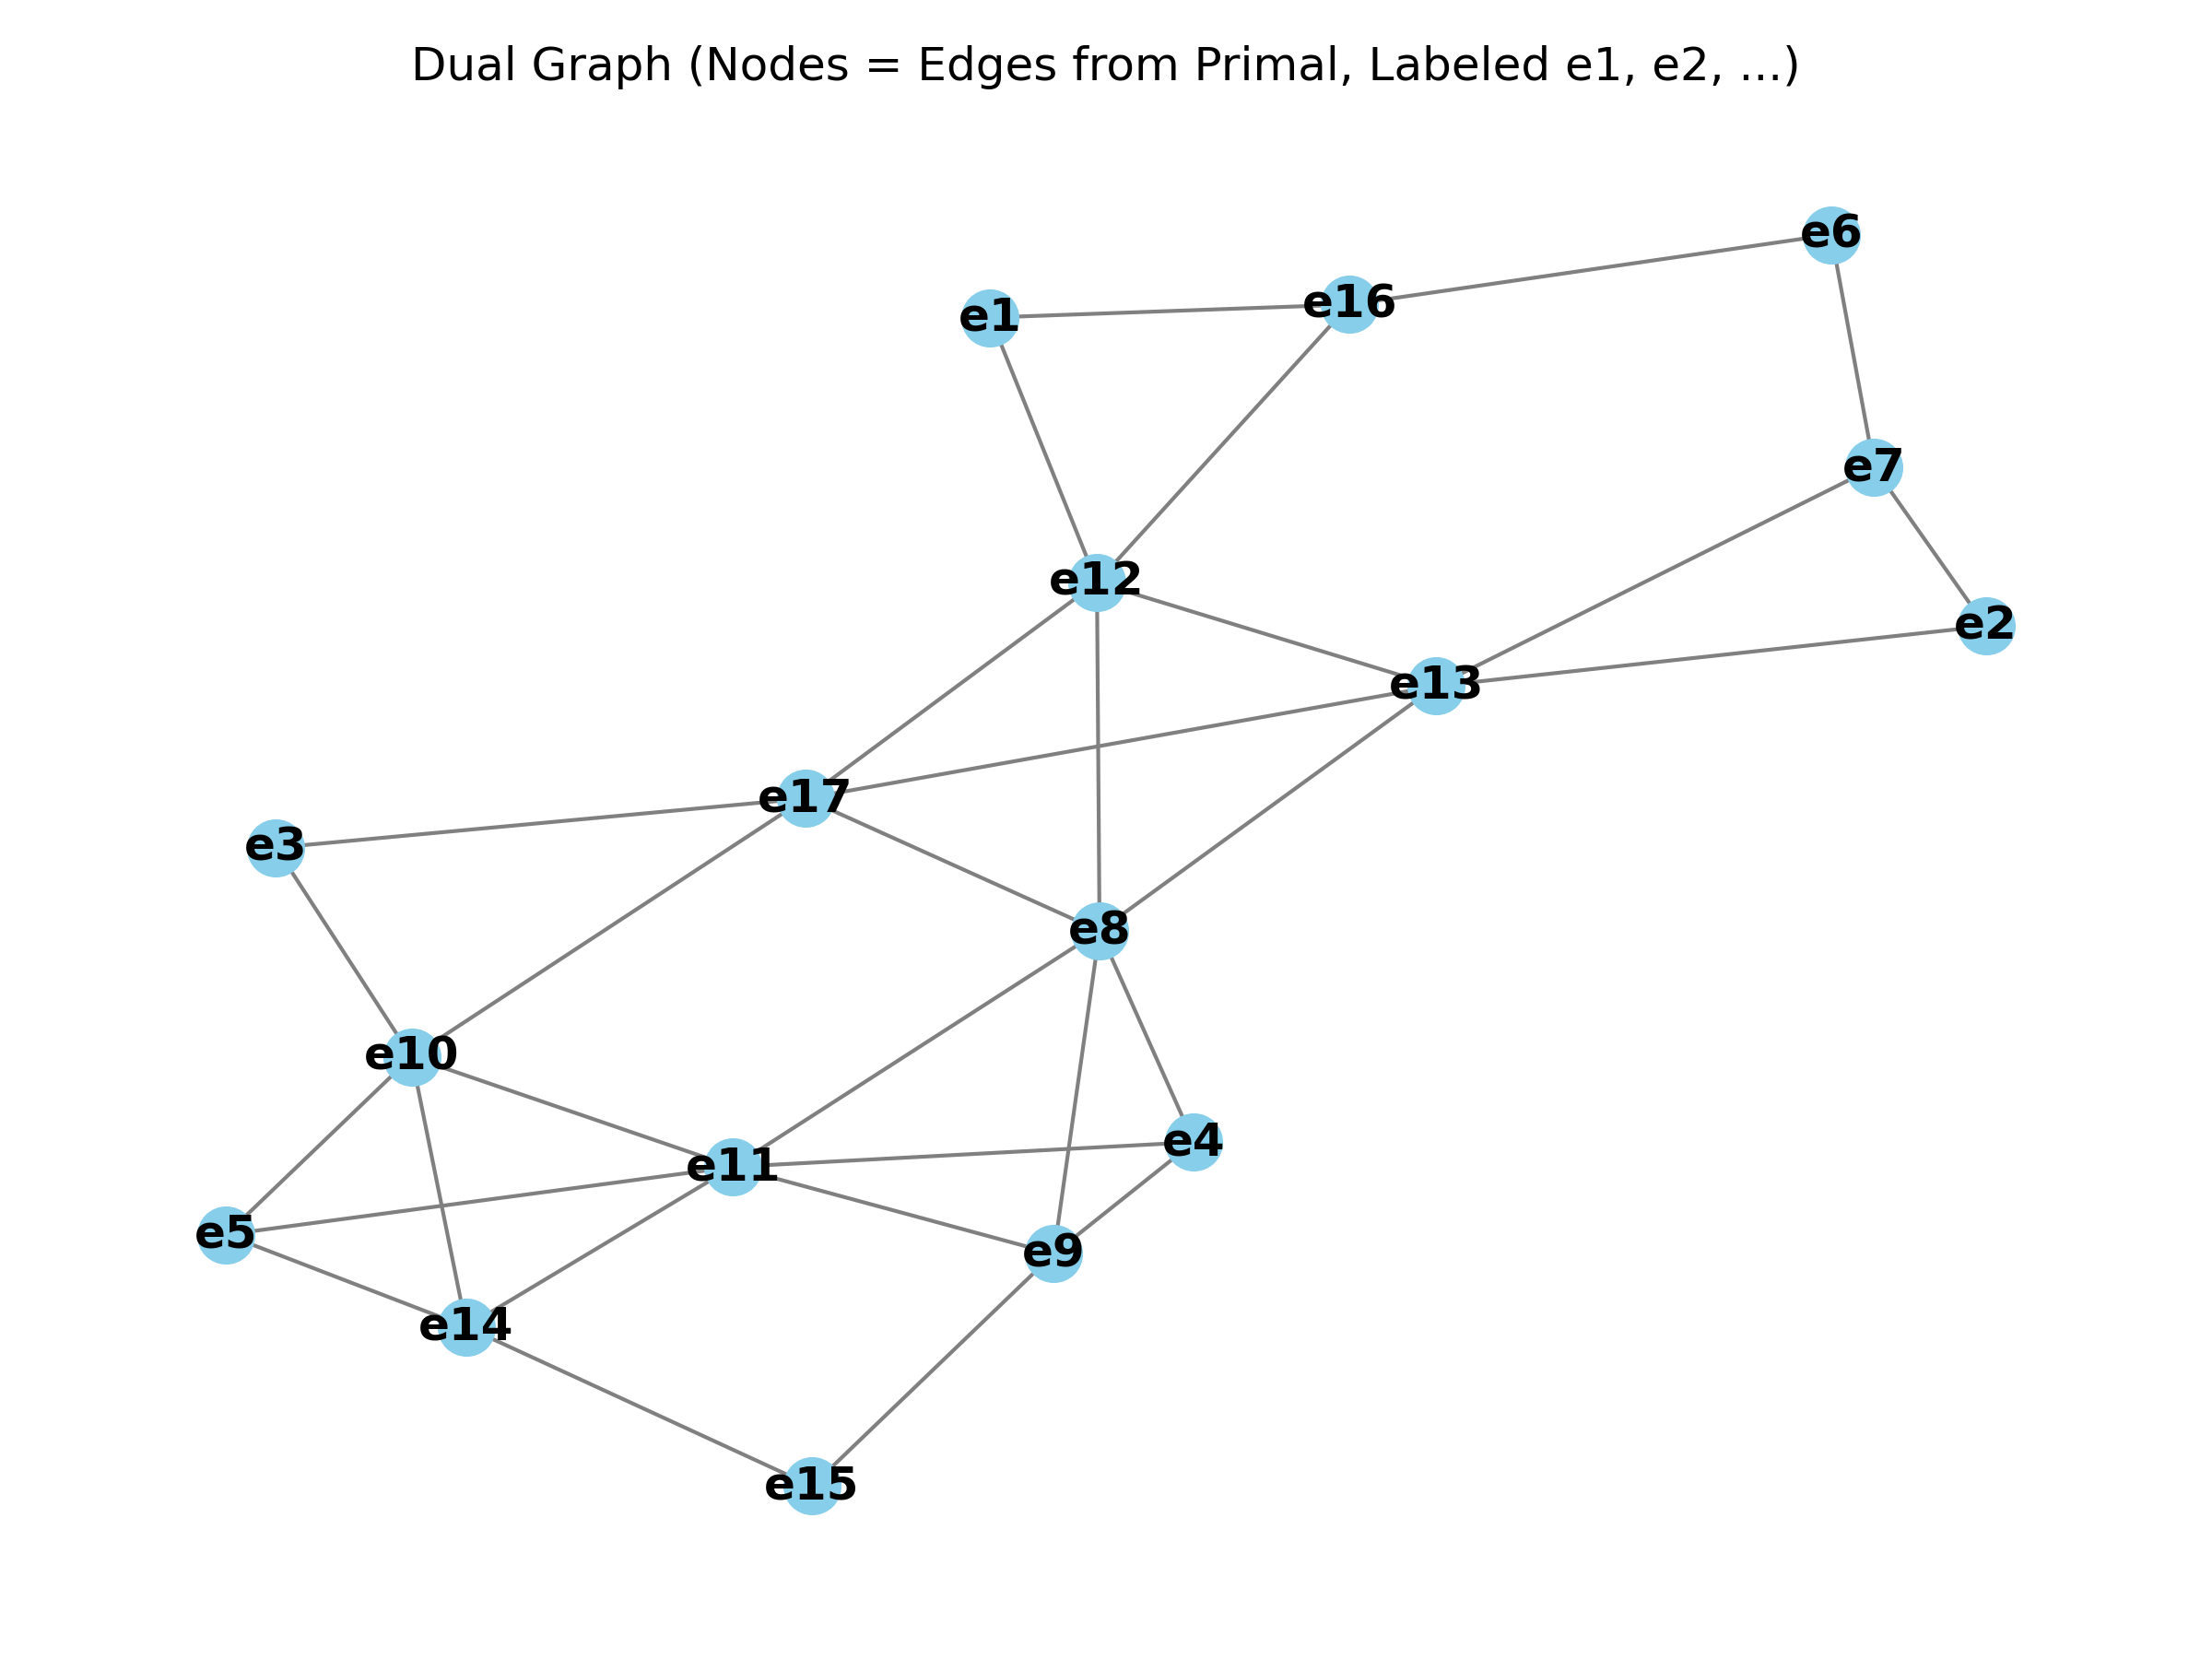 Dual Graph (Nodes = Edges from Primal, Labeled e1, e2, ...)
e6
e16
e1
e7
e12
e2
e13
e17
e3
e8
e10
e4
e11
e5
e9
e14
e15